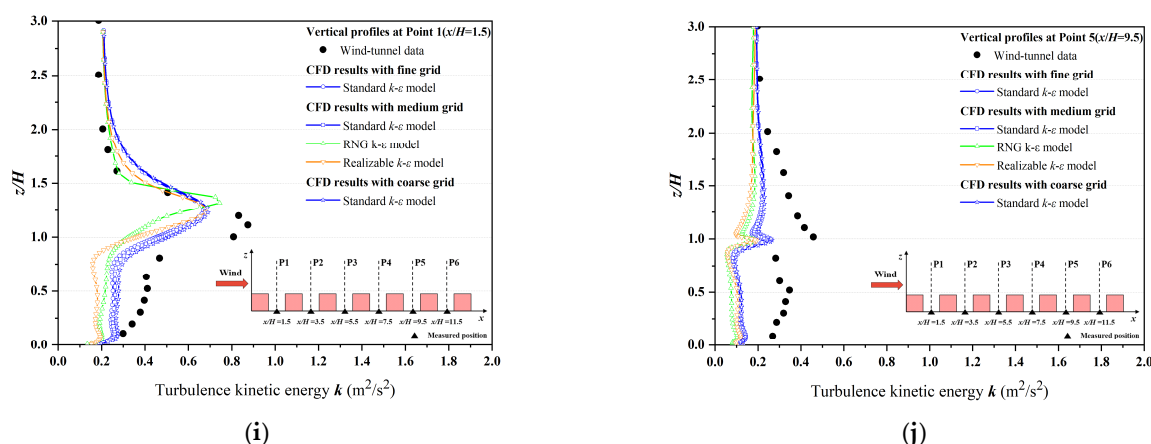 3.0
2.5
2.0
1.5
1.0
0.5
0.0
z/H
Vertical profiles at Point 1(x/H=1.5)
Wind-tunnel data
CFD results with fine grid
Standard k-ε model
CFD results with medium grid
Standard k-ε model
RNG k-ε model
Realizable k-ε model
CFD results with coarse grid
Standard k-ε model
z
P1 P2 P3 P4 P5 P6
Wind
x
x/H=1.5 x/H=3.5 x/H=5.5 x/H=7.5 x/H=9.5 x/H=11.5
Measured position
0.0 0.2 0.4 0.6 0.8 1.0 1.2 1.4 1.6 1.8 2.0
Turbulence kinetic energy k (m²/s²)
(i)
3.0
2.5
2.0
1.5
1.0
0.5
0.0
z/H
Vertical profiles at Point 5(x/H=9.5)
Wind-tunnel data
CFD results with fine grid
Standard k-ε model
CFD results with medium grid
Standard k-ε model
RNG k-ε model
Realizable k-ε model
CFD results with coarse grid
Standard k-ε model
z
P1 P2 P3 P4 P5 P6
Wind
x
x/H=1.5 x/H=3.5 x/H=5.5 x/H=7.5 x/H=9.5 x/H=11.5
Measured position
0.0 0.2 0.4 0.6 0.8 1.0 1.2 1.4 1.6 1.8 2.0
Turbulence kinetic energy k (m²/s²)
(j)